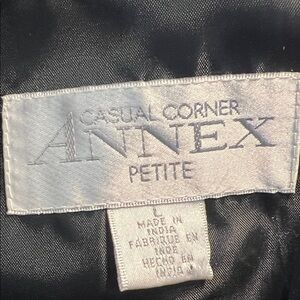 CASUAL CORNER
ANNEX
PETITE
L
MADE IN
INDIA
FABRIQUE EN
INDE
HECHO EN
INDIA